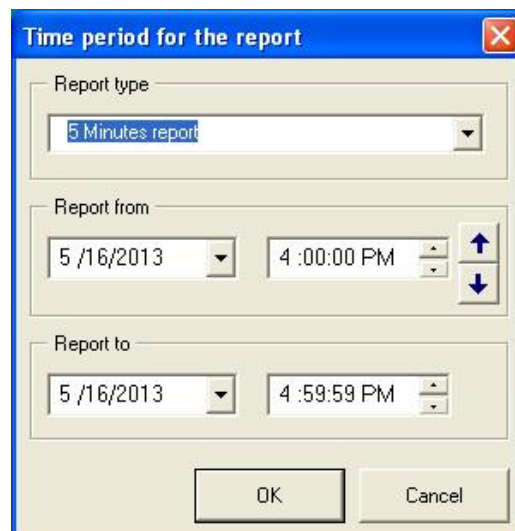 Time period for the report
Report type
5 Minutes report
Report from
5 /16/2013 4 :00:00 PM
Report to
5 /16/2013 4 :59:59 PM
OK Cancel